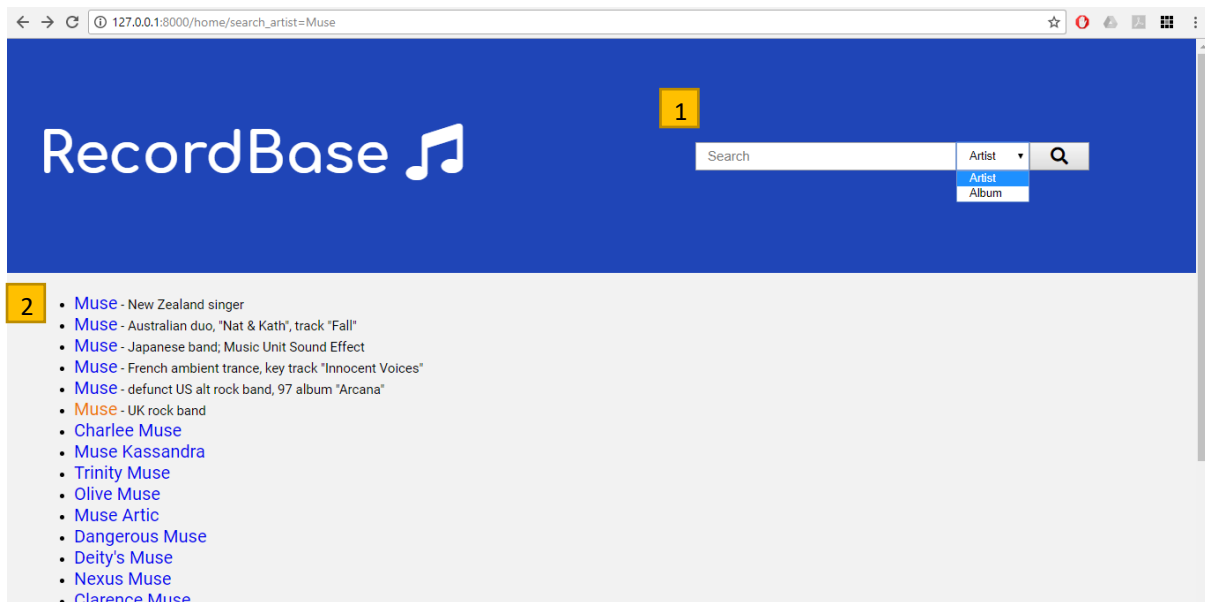 127.0.0.1:8000/home/search_artist=Muse
1
RecordBase
Search
Artist
Artist
Album
2
Muse - New Zealand singer
Muse - Australian duo, "Nat & Kath", track "Fall"
Muse - Japanese band; Music Unit Sound Effect
Muse - French ambient trance, key track "Innocent Voices"
Muse - defunct US alt rock band, 97 album "Arcana"
Muse - UK rock band
Charlee Muse
Muse Kassandra
Trinity Muse
Olive Muse
Muse Artic
Dangerous Muse
Deity's Muse
Nexus Muse
Clarence Muse